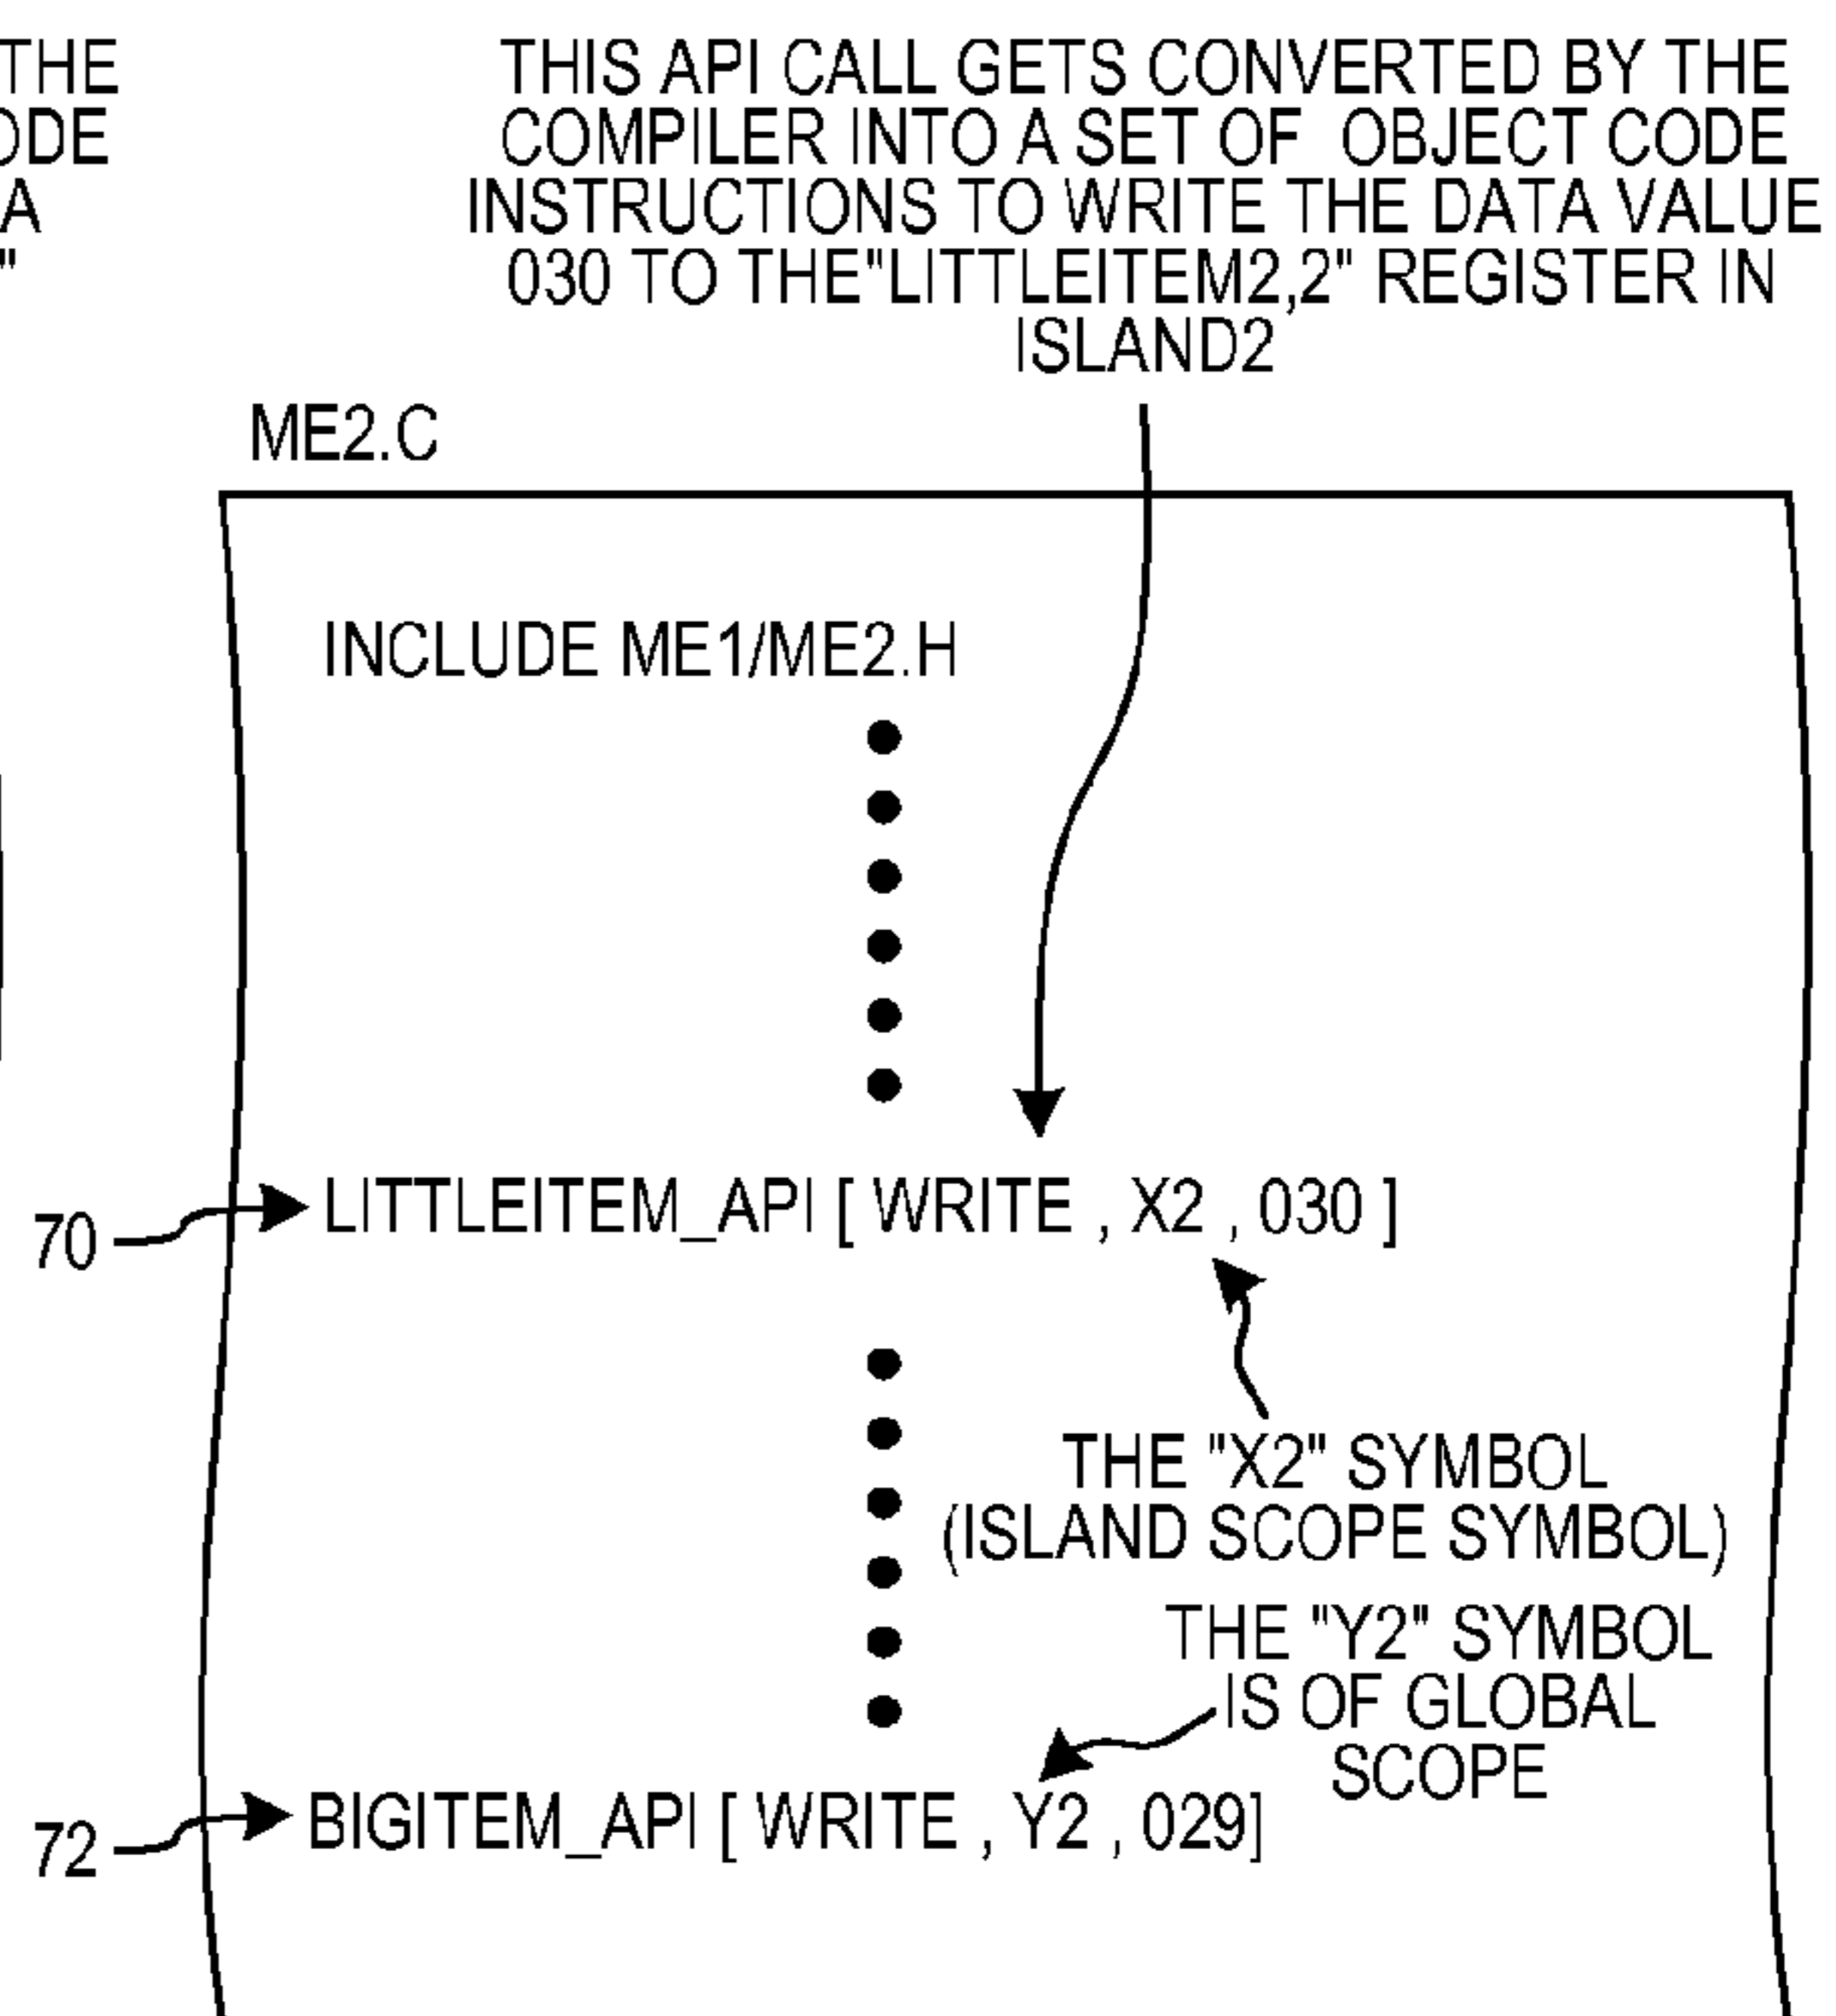 THE
ODE
A
"
THIS API CALL GETS CONVERTED BY THE
COMPILER INTO A SET OF OBJECT CODE
INSTRUCTIONS TO WRITE THE DATA VALUE
030 TO THE"LITTLEITEM2,2" REGISTER IN
ISLAND2
ME2.C
INCLUDE ME1/ME2.H
70
LITTLEITEM_API [ WRITE , X2 , 030 ]
THE "X2" SYMBOL
(ISLAND SCOPE SYMBOL)
THE "Y2" SYMBOL
IS OF GLOBAL
SCOPE
72
BIGITEM_API [ WRITE , Y2 , 029]